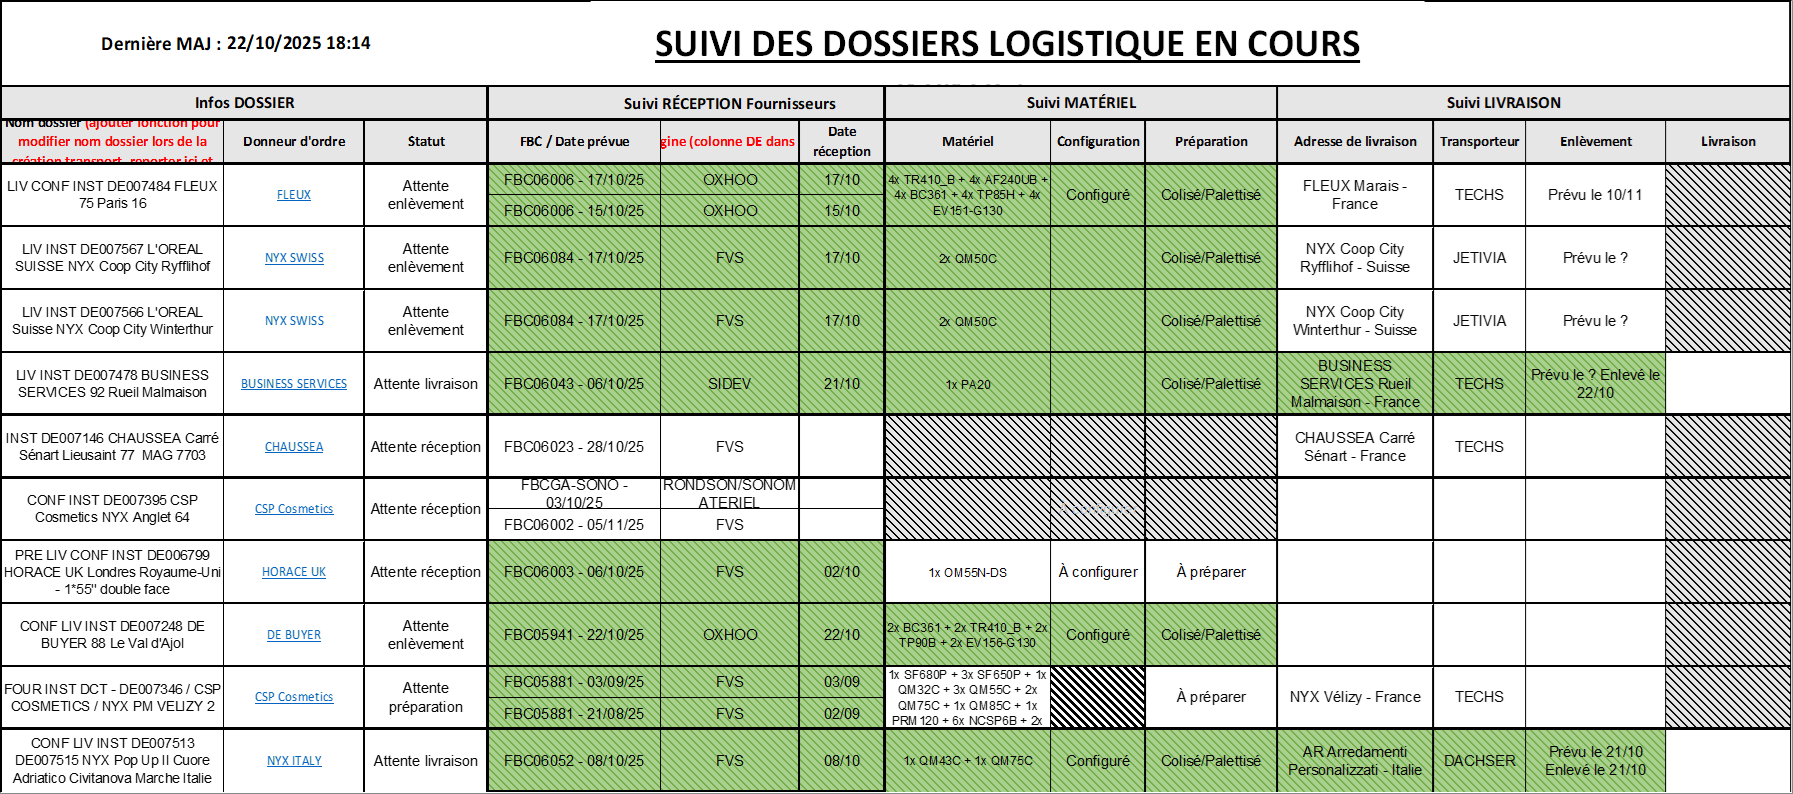 Dernière MAJ : 22/10/2025 18:14
SUIVI DES DOSSIERS LOGISTIQUE EN COURS
Infos DOSSIER
Suivi RÉCEPTION Fournisseurs
Suivi MATÉRIEL
Suivi LIVRAISON
Nom dossier (ajouter fonction pour
modifier nom dossier lors de la
création transport, reporter ici et
Donneur d'ordre
Statut
FBC / Date prévue
gine (colonne DE dans
Date
réception
Matériel
Configuration
Préparation
Adresse de livraison
Transporteur
Enlèvement
Livraison
LIV CONF INST DE007484 FLEUX
75 Paris 16
FLEUX
Attente
enlèvement
FBC06006 - 17/10/25
OXHOO
17/10
FBC06006 - 15/10/25
OXHOO
15/10
4x TR410_B + 4x AF240UB +
4x BC361 + 4x TP85H + 4x
EV151-G130
Configuré
Colisé/Palettisé
FLEUX Marais -
France
TECHS
Prévu le 10/11
LIV INST DE007567 L'OREAL
SUISSE NYX Coop City Ryfflihof
NYX SWISS
Attente
enlèvement
FBC06084 - 17/10/25
FVS
17/10
2x QM50C
Colisé/Palettisé
NYX Coop City
Ryfflihof - Suisse
JETIVIA
Prévu le ?
LIV INST DE007566 L'OREAL
Suisse NYX Coop City Winterthur
NYX SWISS
Attente
enlèvement
FBC06084 - 17/10/25
FVS
17/10
2x QM50C
Colisé/Palettisé
NYX Coop City
Winterthur - Suisse
JETIVIA
Prévu le ?
LIV INST DE007478 BUSINESS
SERVICES 92 Rueil Malmaison
BUSINESS SERVICES
Attente livraison
FBC06043 - 06/10/25
SIDEV
21/10
1x PA20
Colisé/Palettisé
BUSINESS
SERVICES Rueil
Malmaison - France
TECHS
Prévu le ? Enlevé le
22/10
INST DE007146 CHAUSSEA Carré
Sénart Lieusaint 77  MAG 7703
CHAUSSEA
Attente réception
FBC06023 - 28/10/25
FVS
CHAUSSEA Carré
Sénart - France
TECHS
CONF INST DE007395 CSP
Cosmetics NYX Anglet 64
CSP Cosmetics
Attente réception
FBCGA-SONO -
03/10/25
RONDSON/SONOM
ATERIEL
FBC06002 - 05/11/25
FVS
PRE LIV CONF INST DE006799
HORACE UK Londres Royaume-Uni
- 1*55" double face
HORACE UK
Attente réception
FBC06003 - 06/10/25
FVS
02/10
1x OM55N-DS
À configurer
À préparer
CONF LIV INST DE007248 DE
BUYER 88 Le Val d'Ajol
DE BUYER
Attente
enlèvement
FBC05941 - 22/10/25
OXHOO
22/10
2x BC361 + 2x TR410_B + 2x
TP90B + 2x EV156-G130
Configuré
Colisé/Palettisé
FOUR INST DCT - DE007346 / CSP
COSMETICS / NYX PM VELIZY 2
CSP Cosmetics
Attente
préparation
FBC05881 - 03/09/25
FVS
03/09
FBC05881 - 21/08/25
FVS
02/09
1x SF680P + 3x SF650P + 1x
QM32C + 3x QM55C + 2x
QM75C + 1x QM85C + 1x
PRM120 + 6x NCSP6B + 2x
À préparer
NYX Vélizy - France
TECHS
CONF LIV INST DE007513
DE007515 NYX Pop Up Il Cuore
Adriatico Civitanova Marche Italie
NYX ITALY
Attente livraison
FBC06052 - 08/10/25
FVS
08/10
1x QM43C + 1x QM75C
Configuré
Colisé/Palettisé
AR Arredamenti
Personalizzati - Italie
DACHSER
Prévu le 21/10
Enlevé le 21/10